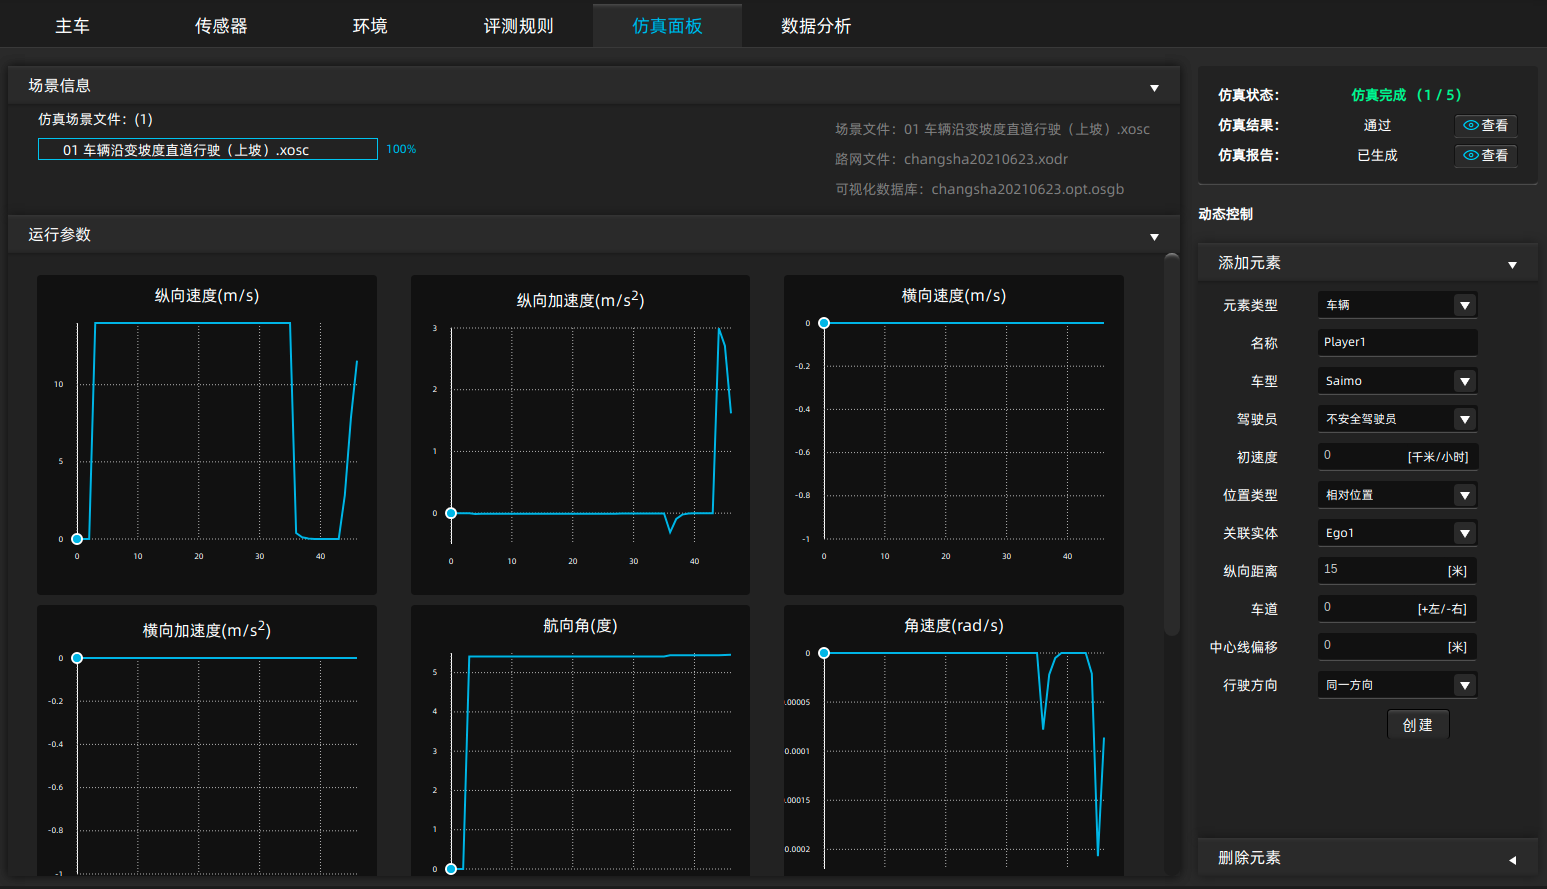 主车 传感器 环境 评测规则 仿真面板 数据分析
场景信息
仿真场景文件：(1)
01 车辆沿变坡度直道行驶（上坡）.xosc 100%
场景文件：01 车辆沿变坡度直道行驶（上坡）.xosc
路网文件：changsha20210623.xodr
可视化数据库：changsha20210623.opt.osgb
运行参数
纵向速度(m/s)
10
5
0
0 10 20 30 40
纵向加速度(m/s²)
3
2
1
0
0 10 20 30 40
横向速度(m/s)
0
-0.2
-0.4
-0.6
-0.8
-1
0 10 20 30 40
横向加速度(m/s²)
0
-0.2
-0.4
-0.6
-0.8
-1
航向角(度)
5
4
3
2
1
0
角速度(rad/s)
0
.00005
0.0001
.00015
0.0002
仿真状态： 仿真完成（1 / 5）
仿真结果： 通过 查看
仿真报告： 已生成 查看
动态控制
添加元素
元素类型 车辆
名称 Player1
车型 Saimo
驾驶员 不安全驾驶员
初速度 0 [千米/小时]
位置类型 相对位置
关联实体 Ego1
纵向距离 15 [米]
车道 0 [+左/-右]
中心线偏移 0 [米]
行驶方向 同一方向
创建
删除元素